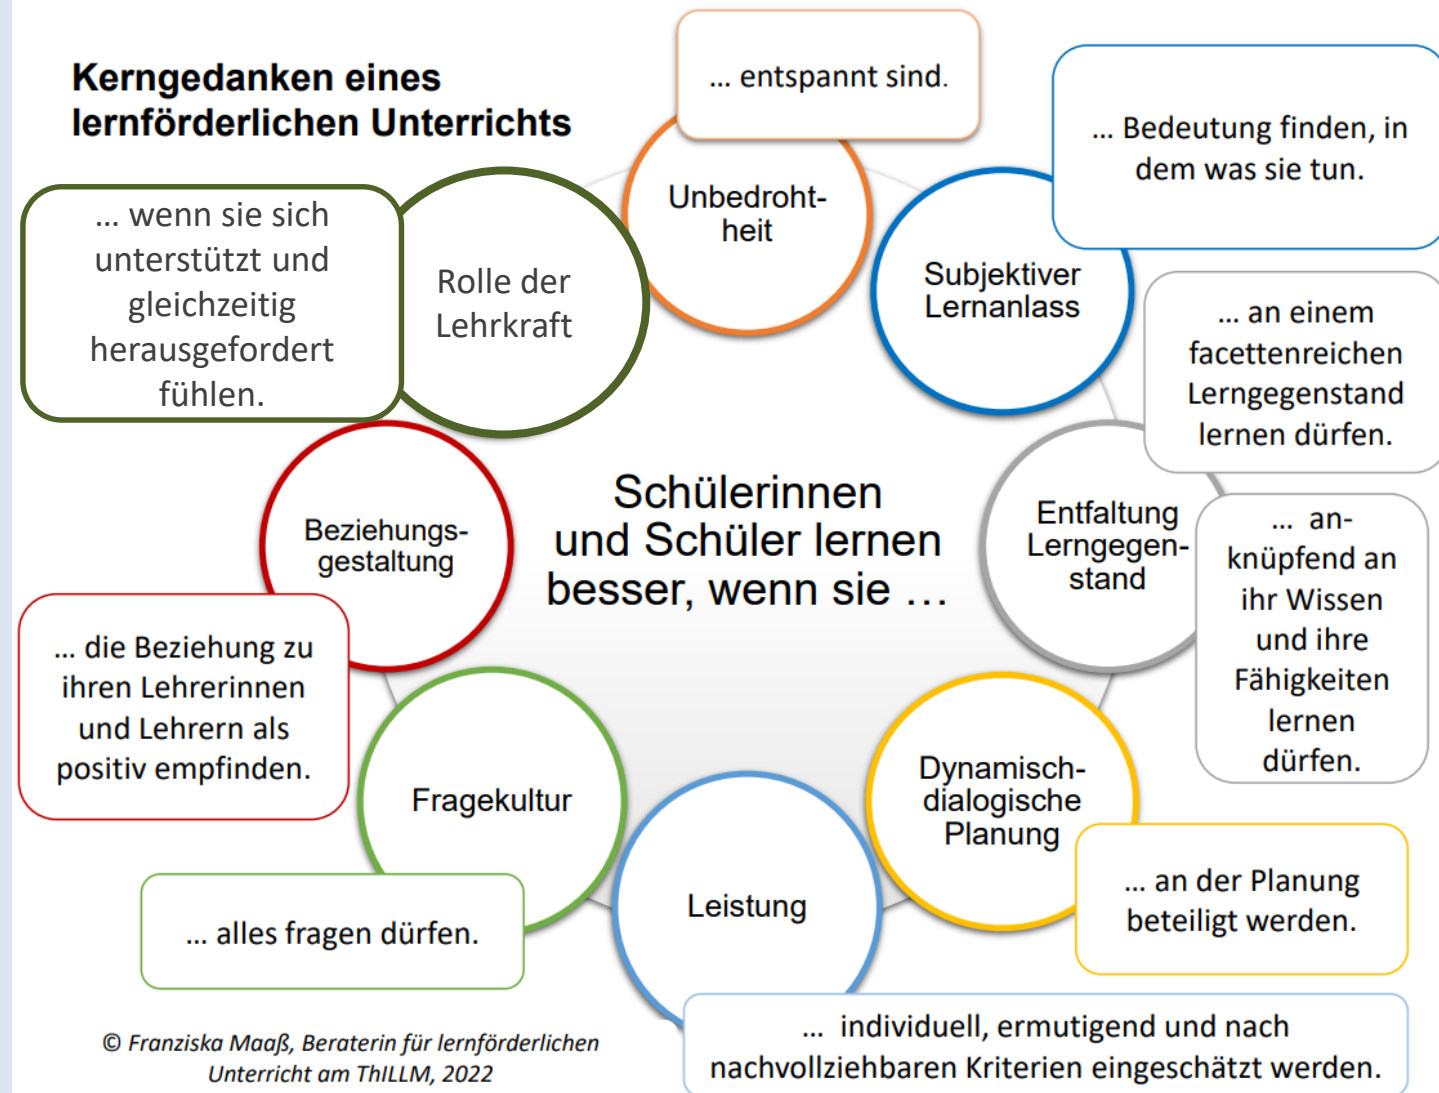 Kerngedanken eines
lernförderlichen Unterrichts
... entspannt sind.
Unbedroht-
heit
... Bedeutung finden, in
dem was sie tun.
Subjektiver
Lernanlass
... an einem
facettenreichen
Lerngegenstand
lernen dürfen.
Entfaltung
Lerngegen-
stand
... an-
knüpfend an
ihr Wissen
und ihre
Fähigkeiten
lernen
dürfen.
Dynamisch-
dialogische
Planung
... an der Planung
beteiligt werden.
Leistung
... individuell, ermutigend und nach
nachvollziehbaren Kriterien eingeschätzt werden.
Fragekultur
... alles fragen dürfen.
Beziehungs-
gestaltung
... die Beziehung zu
ihren Lehrerinnen
und Lehrern als
positiv empfinden.
Rolle der
Lehrkraft
... wenn sie sich
unterstützt und
gleichzeitig
herausgefordert
fühlen.
Schülerinnen
und Schüler lernen
besser, wenn sie ...
© Franziska Maaß, Beraterin für lernförderlichen
Unterricht am ThILLM, 2022